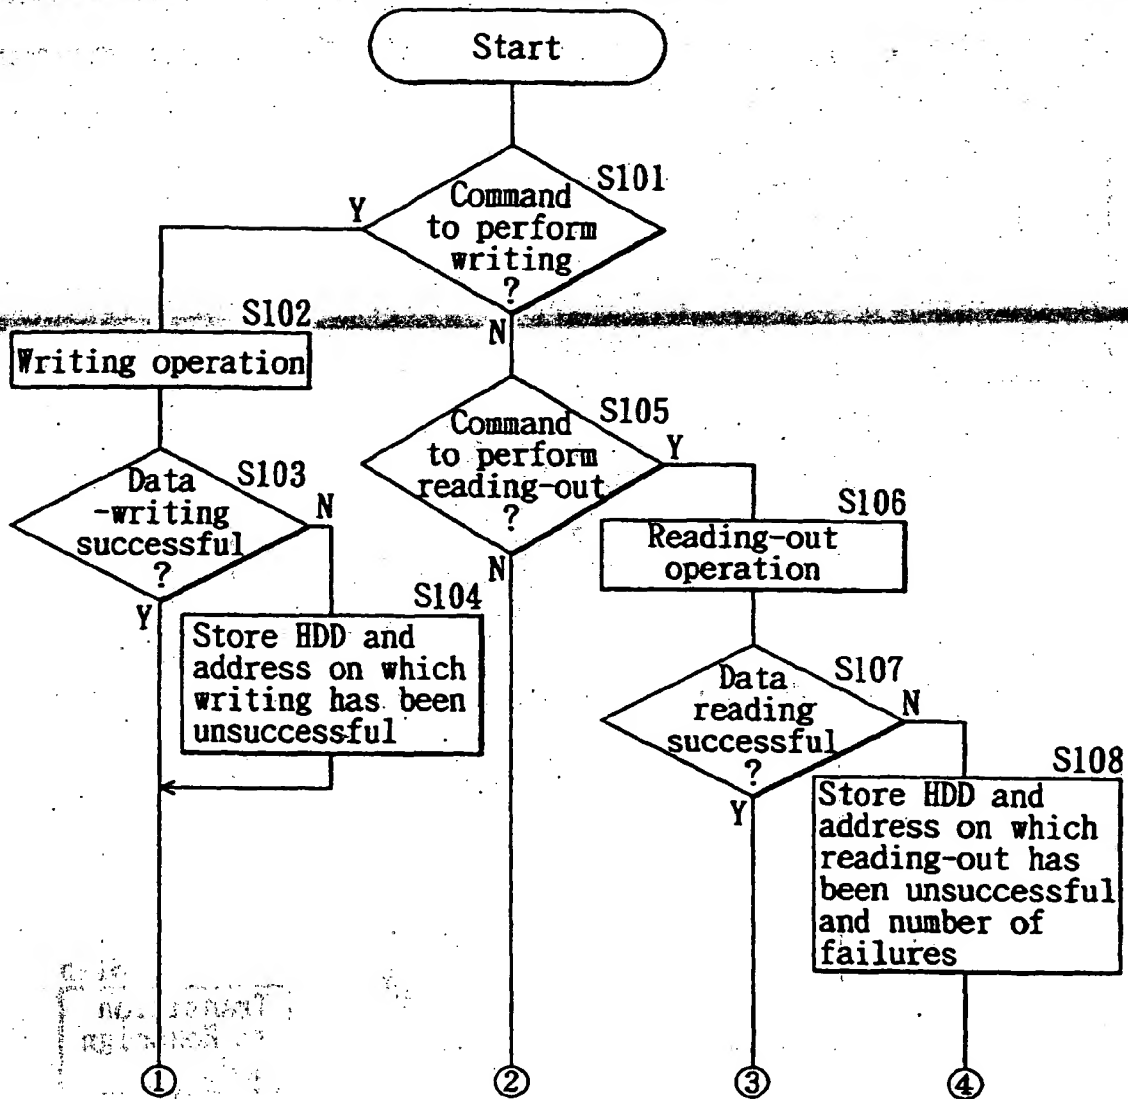 Start
S101
Command
to perform
writing
?
Y
N
S102
Writing operation
S105
Command
to perform
reading-out
?
Y
N
S103
Data
-writing
successful
?
N
Y
S106
Reading-out
operation
S104
Store HDD and
address on which
writing has been
unsuccessful
S107
Data
reading
successful
?
N
Y
S108
Store HDD and
address on which
reading-out has
been unsuccessful
and number of
failures
①
②
③
④